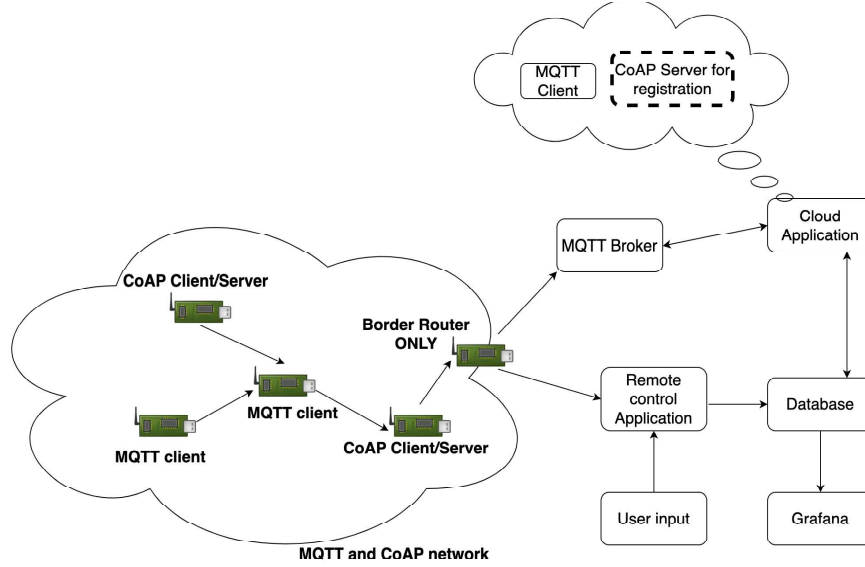 MQTT
Client
CoAP Server for
registration
Cloud
Application
MQTT Broker
CoAP Client/Server
Border Router
ONLY
MQTT client
MQTT client
CoAP Client/Server
Remote
control
Application
Database
User input
Grafana
MQTT and CoAP network